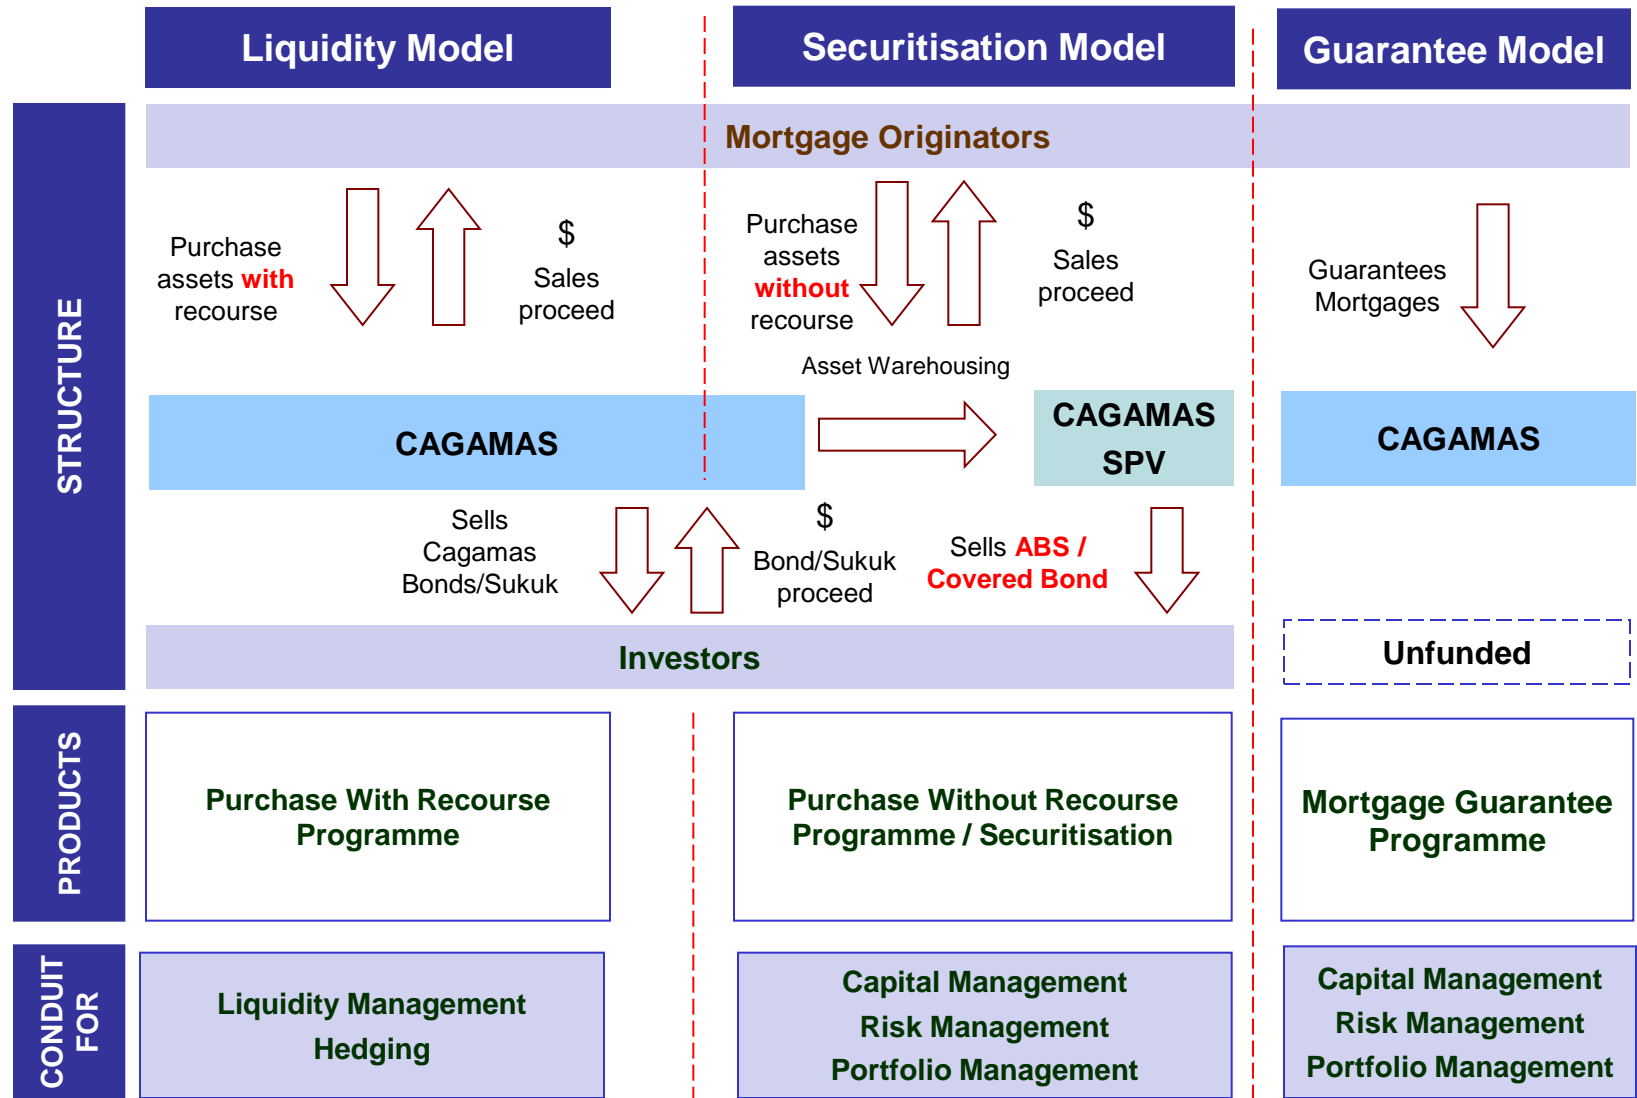 Liquidity Model
Securitisation Model
Guarantee Model
STRUCTURE
Mortgage Originators
Purchase
assets with
recourse
$
Sales
proceed
Purchase
assets
without
recourse
$
Sales
proceed
Guarantees
Mortgages
Asset Warehousing
CAGAMAS
CAGAMAS
SPV
CAGAMAS
Sells
Cagamas
Bonds/Sukuk
$
Bond/Sukuk
proceed
Sells ABS /
Covered Bond
Investors
Unfunded
PRODUCTS
Purchase With Recourse
Programme
Purchase Without Recourse
Programme / Securitisation
Mortgage Guarantee
Programme
CONDUIT
FOR
Liquidity Management
Hedging
Capital Management
Risk Management
Portfolio Management
Capital Management
Risk Management
Portfolio Management